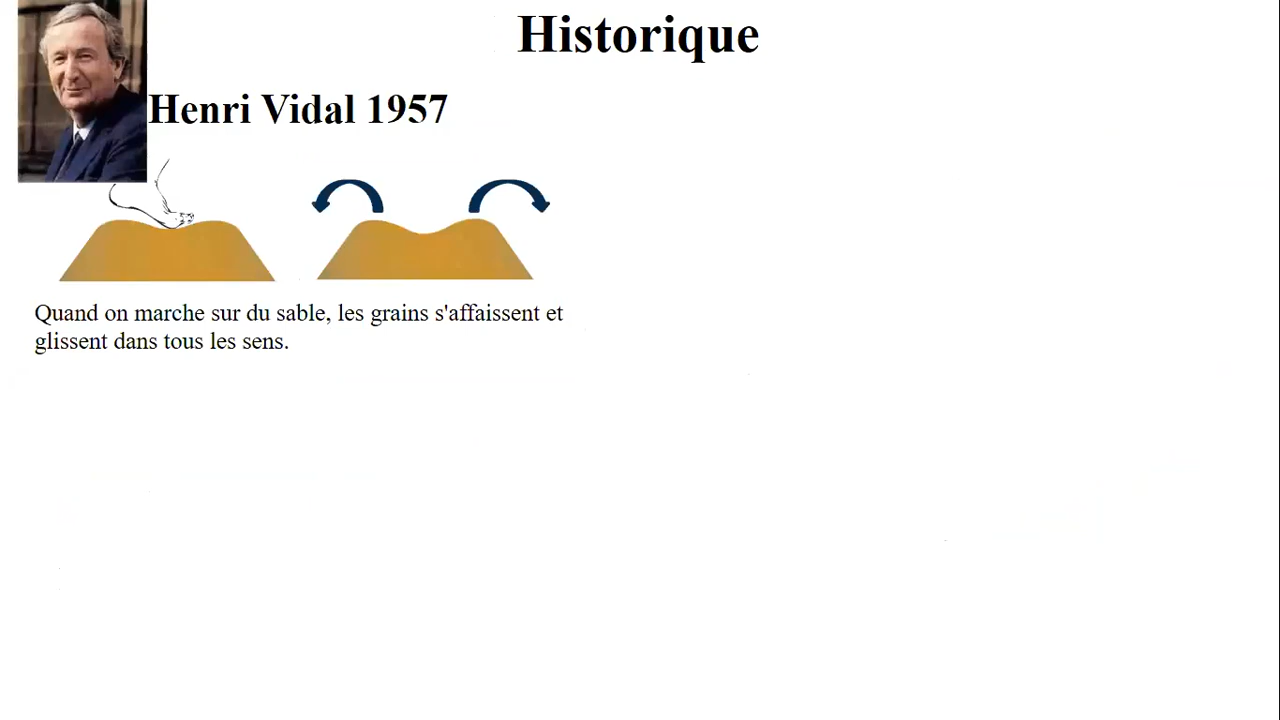 Historique
Henri Vidal 1957
Quand on marche sur du sable, les grains s'affaissent et
glissent dans tous les sens.